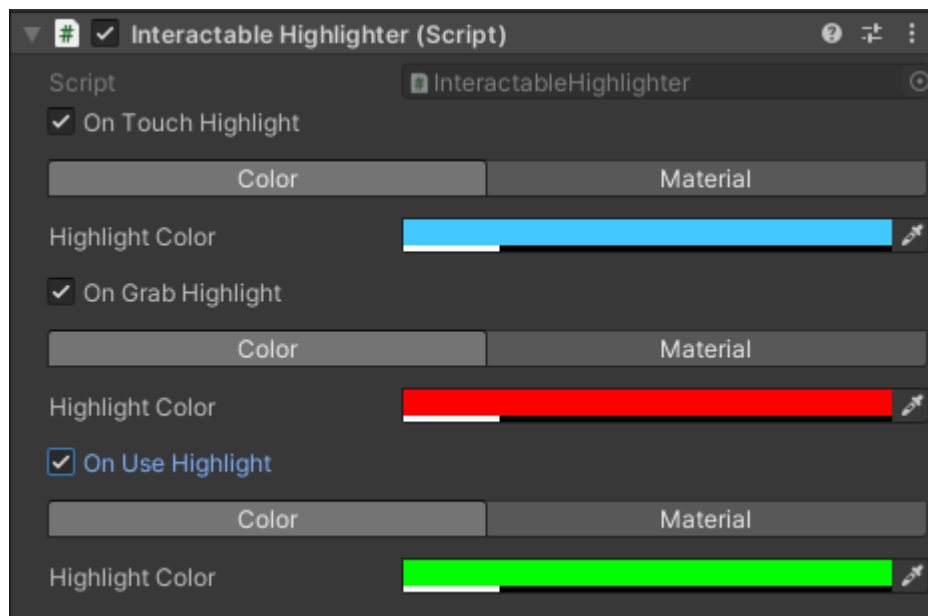 Interactable Highlighter (Script)
Script InteractableHighlighter
On Touch Highlight
Color Material
Highlight Color
On Grab Highlight
Color Material
Highlight Color
On Use Highlight
Color Material
Highlight Color